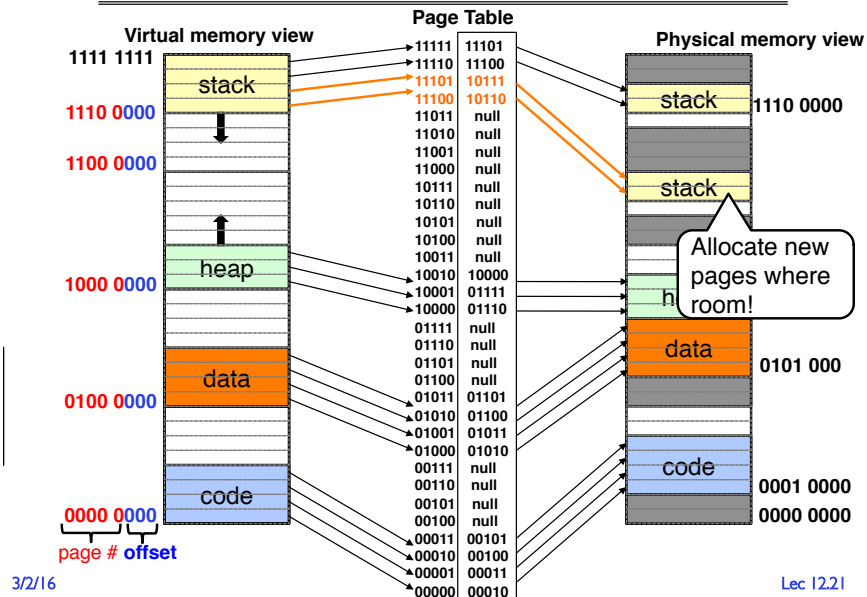 Page Table
Virtual memory view
Physical memory view
1111 1111
stack
1110 0000
1100 0000
heap
1000 0000
data
0100 0000
code
0000 0000
page # offset
11111 11101
11110 11100
11101 10111
11100 10110
11011 null
11010 null
11001 null
11000 null
10111 null
10110 null
10101 null
10100 null
10011 null
10010 10000
10001 01111
10000 01110
01111 null
01110 null
01101 null
01100 null
01011 01101
01010 01100
01001 01011
01000 01010
00111 null
00110 null
00101 null
00100 null
00011 00101
00010 00100
00001 00011
00000 00010
stack
1110 0000
stack
Allocate new
pages where
room!
data
0101 000
code
0001 0000
0000 0000
3/2/16
Lec 12.21